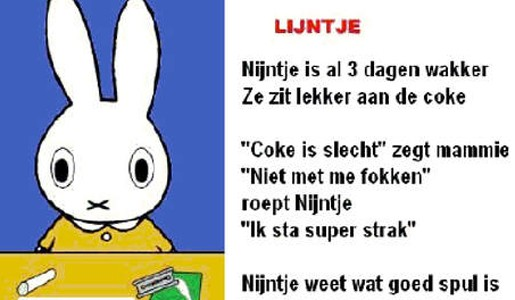 LIJNTJE
Nijntje is al 3 dagen wakker
Ze zit lekker aan de coke
"Coke is slecht" zegt mammie
"Niet met me fokken"
roept Nijntje
"Ik sta super strak"
Nijntje weet wat goed spul is